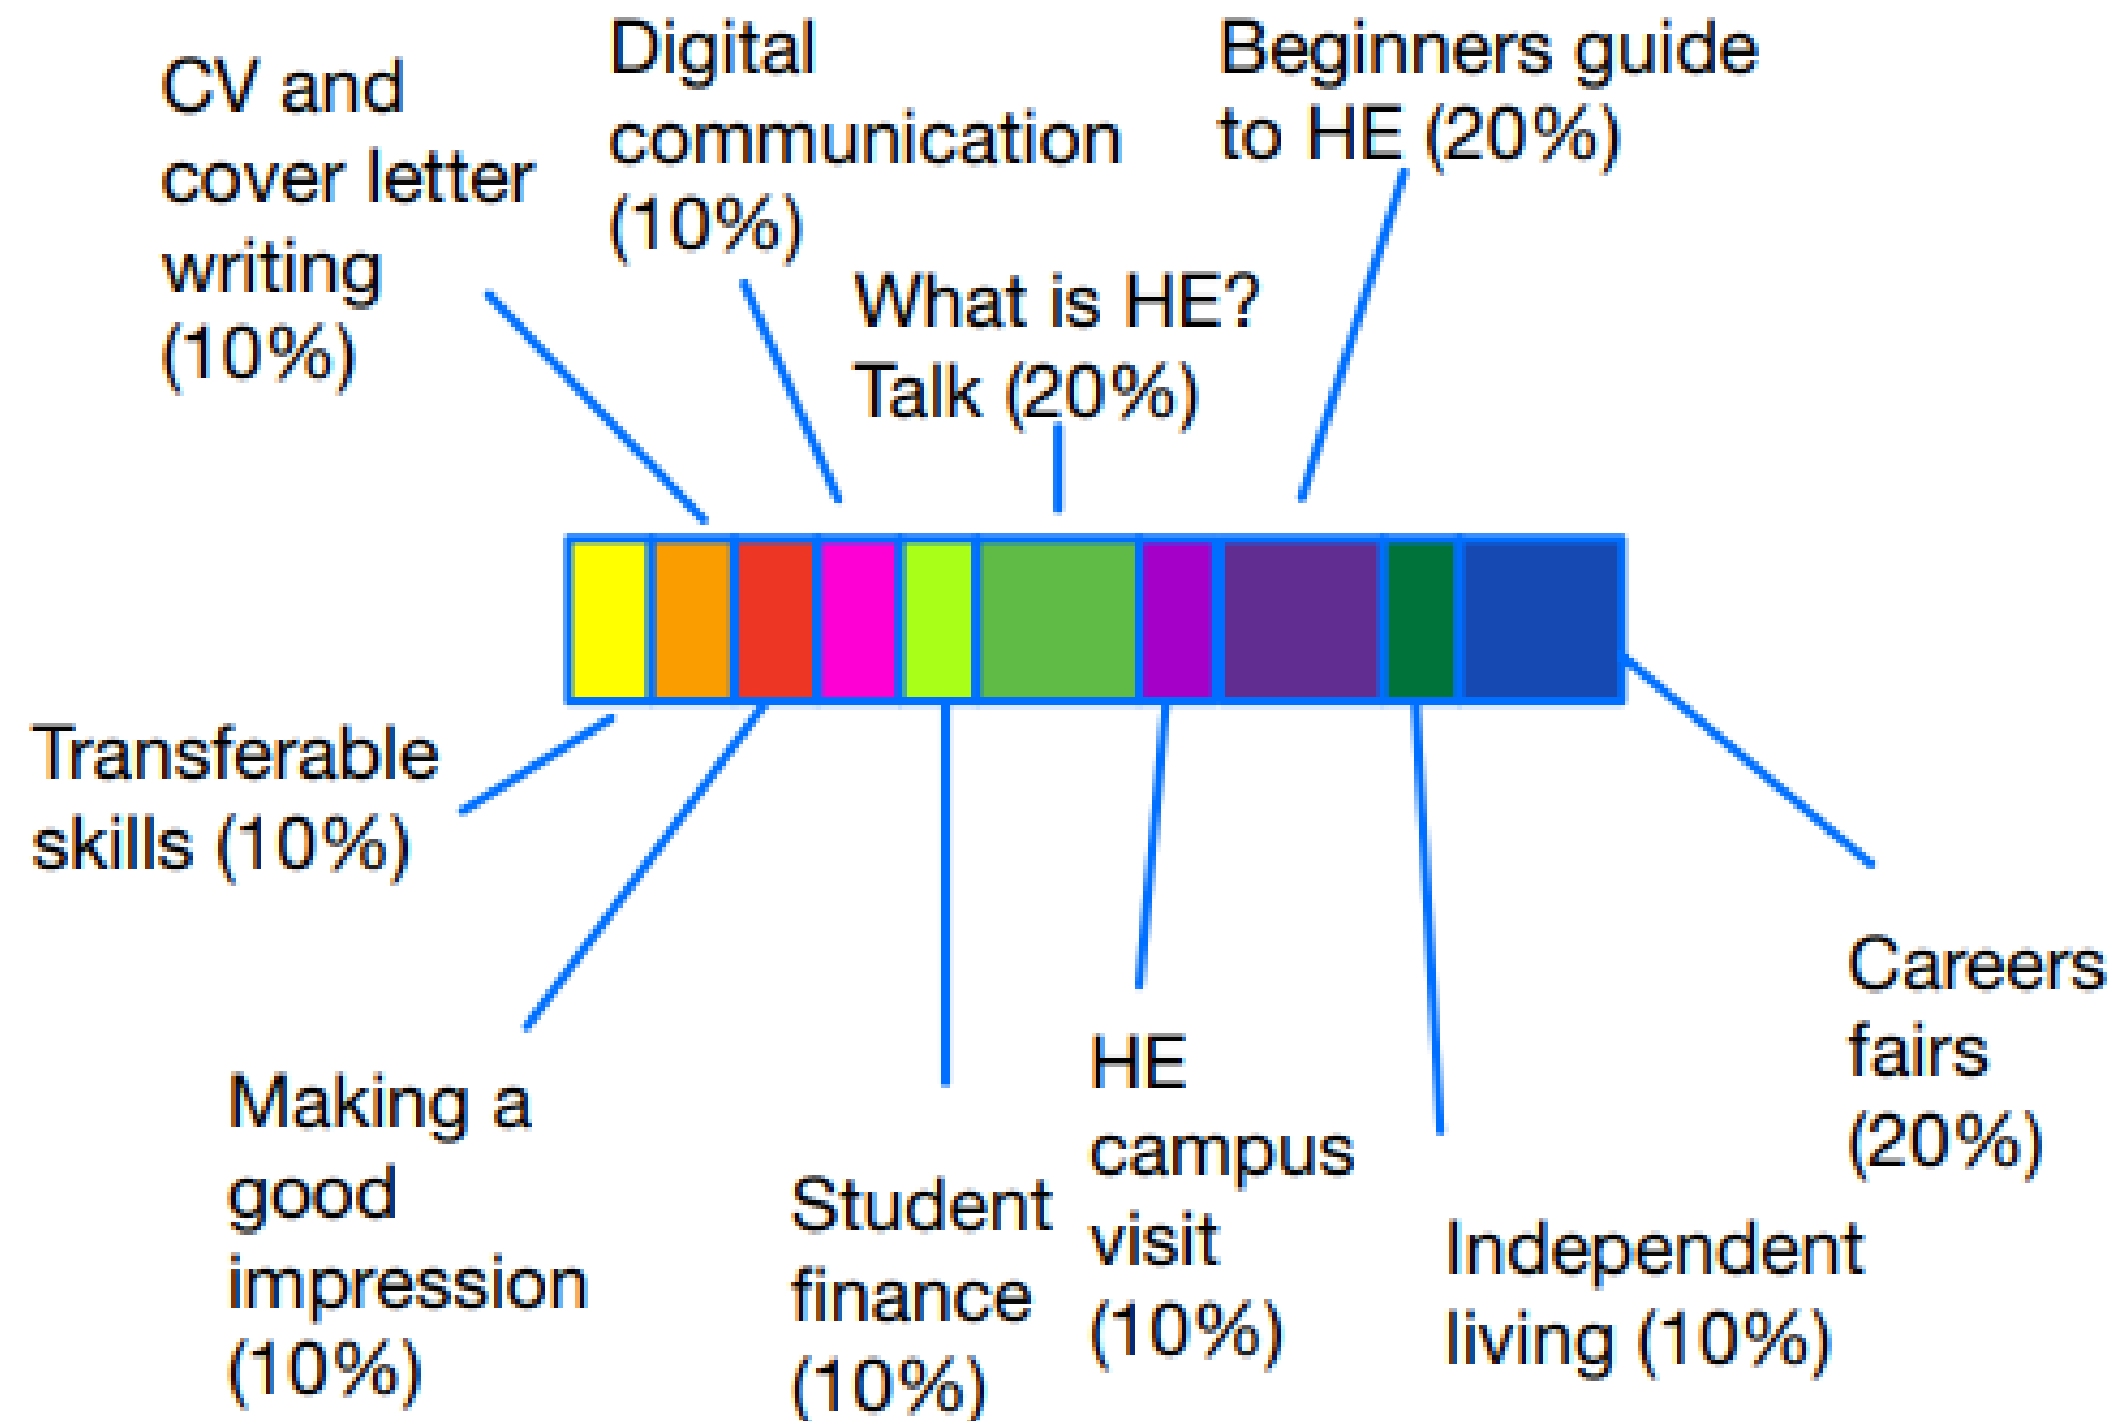 CV and
cover letter
writing
(10%)
Digital
communication
(10%)
What is HE?
Talk (20%)
Beginners guide
to HE (20%)
Transferable
skills (10%)
Making a
good
impression
(10%)
Student
finance
(10%)
HE
campus
visit
(10%)
Independent
living (10%)
Careers
fairs
(20%)